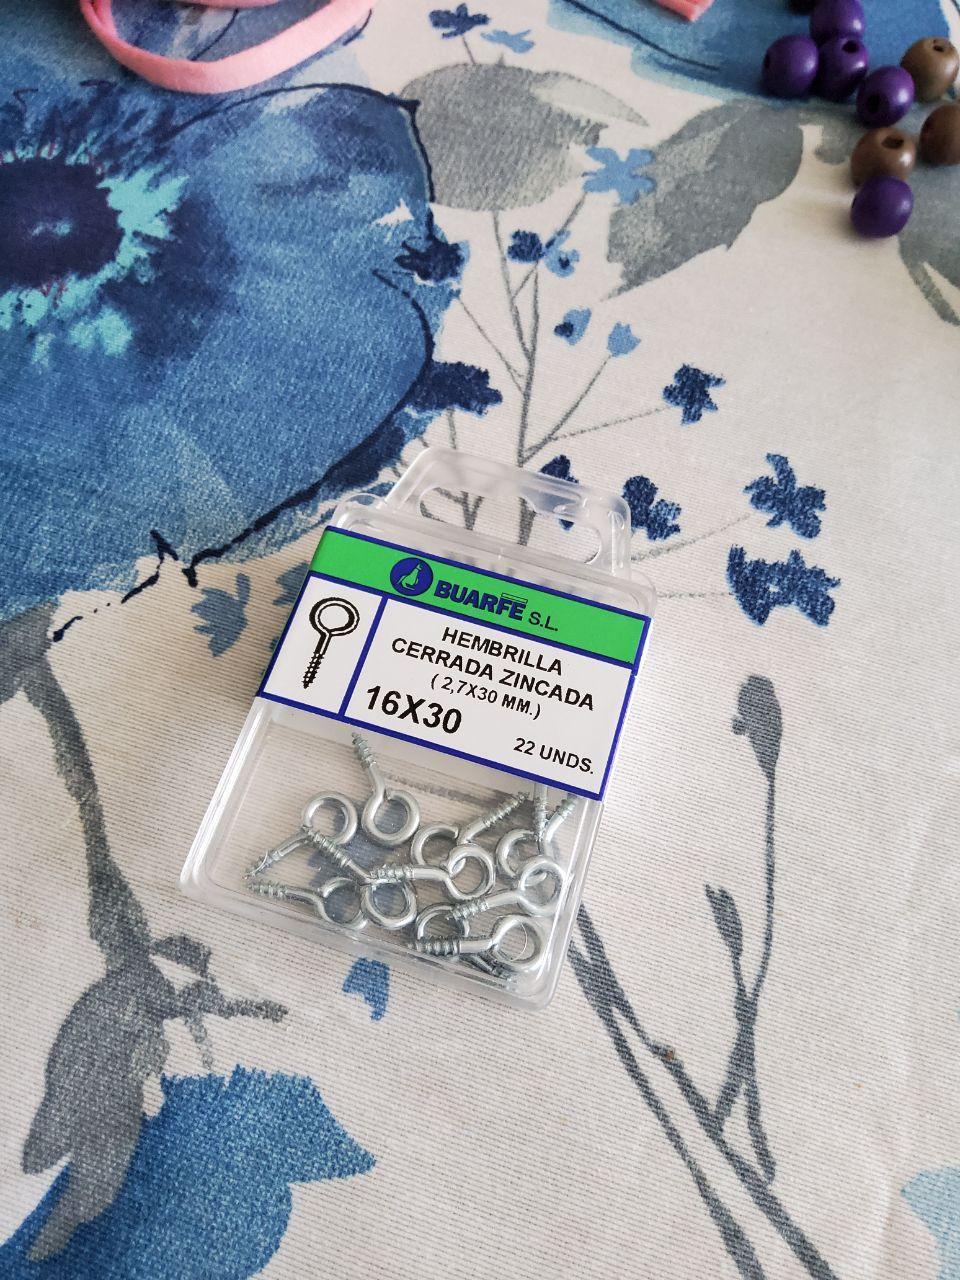 BUARFE S.L.
HEMBRILLA
CERRADA ZINCADA
( 2,7X30 MM.)
16X30
22 UNDS.